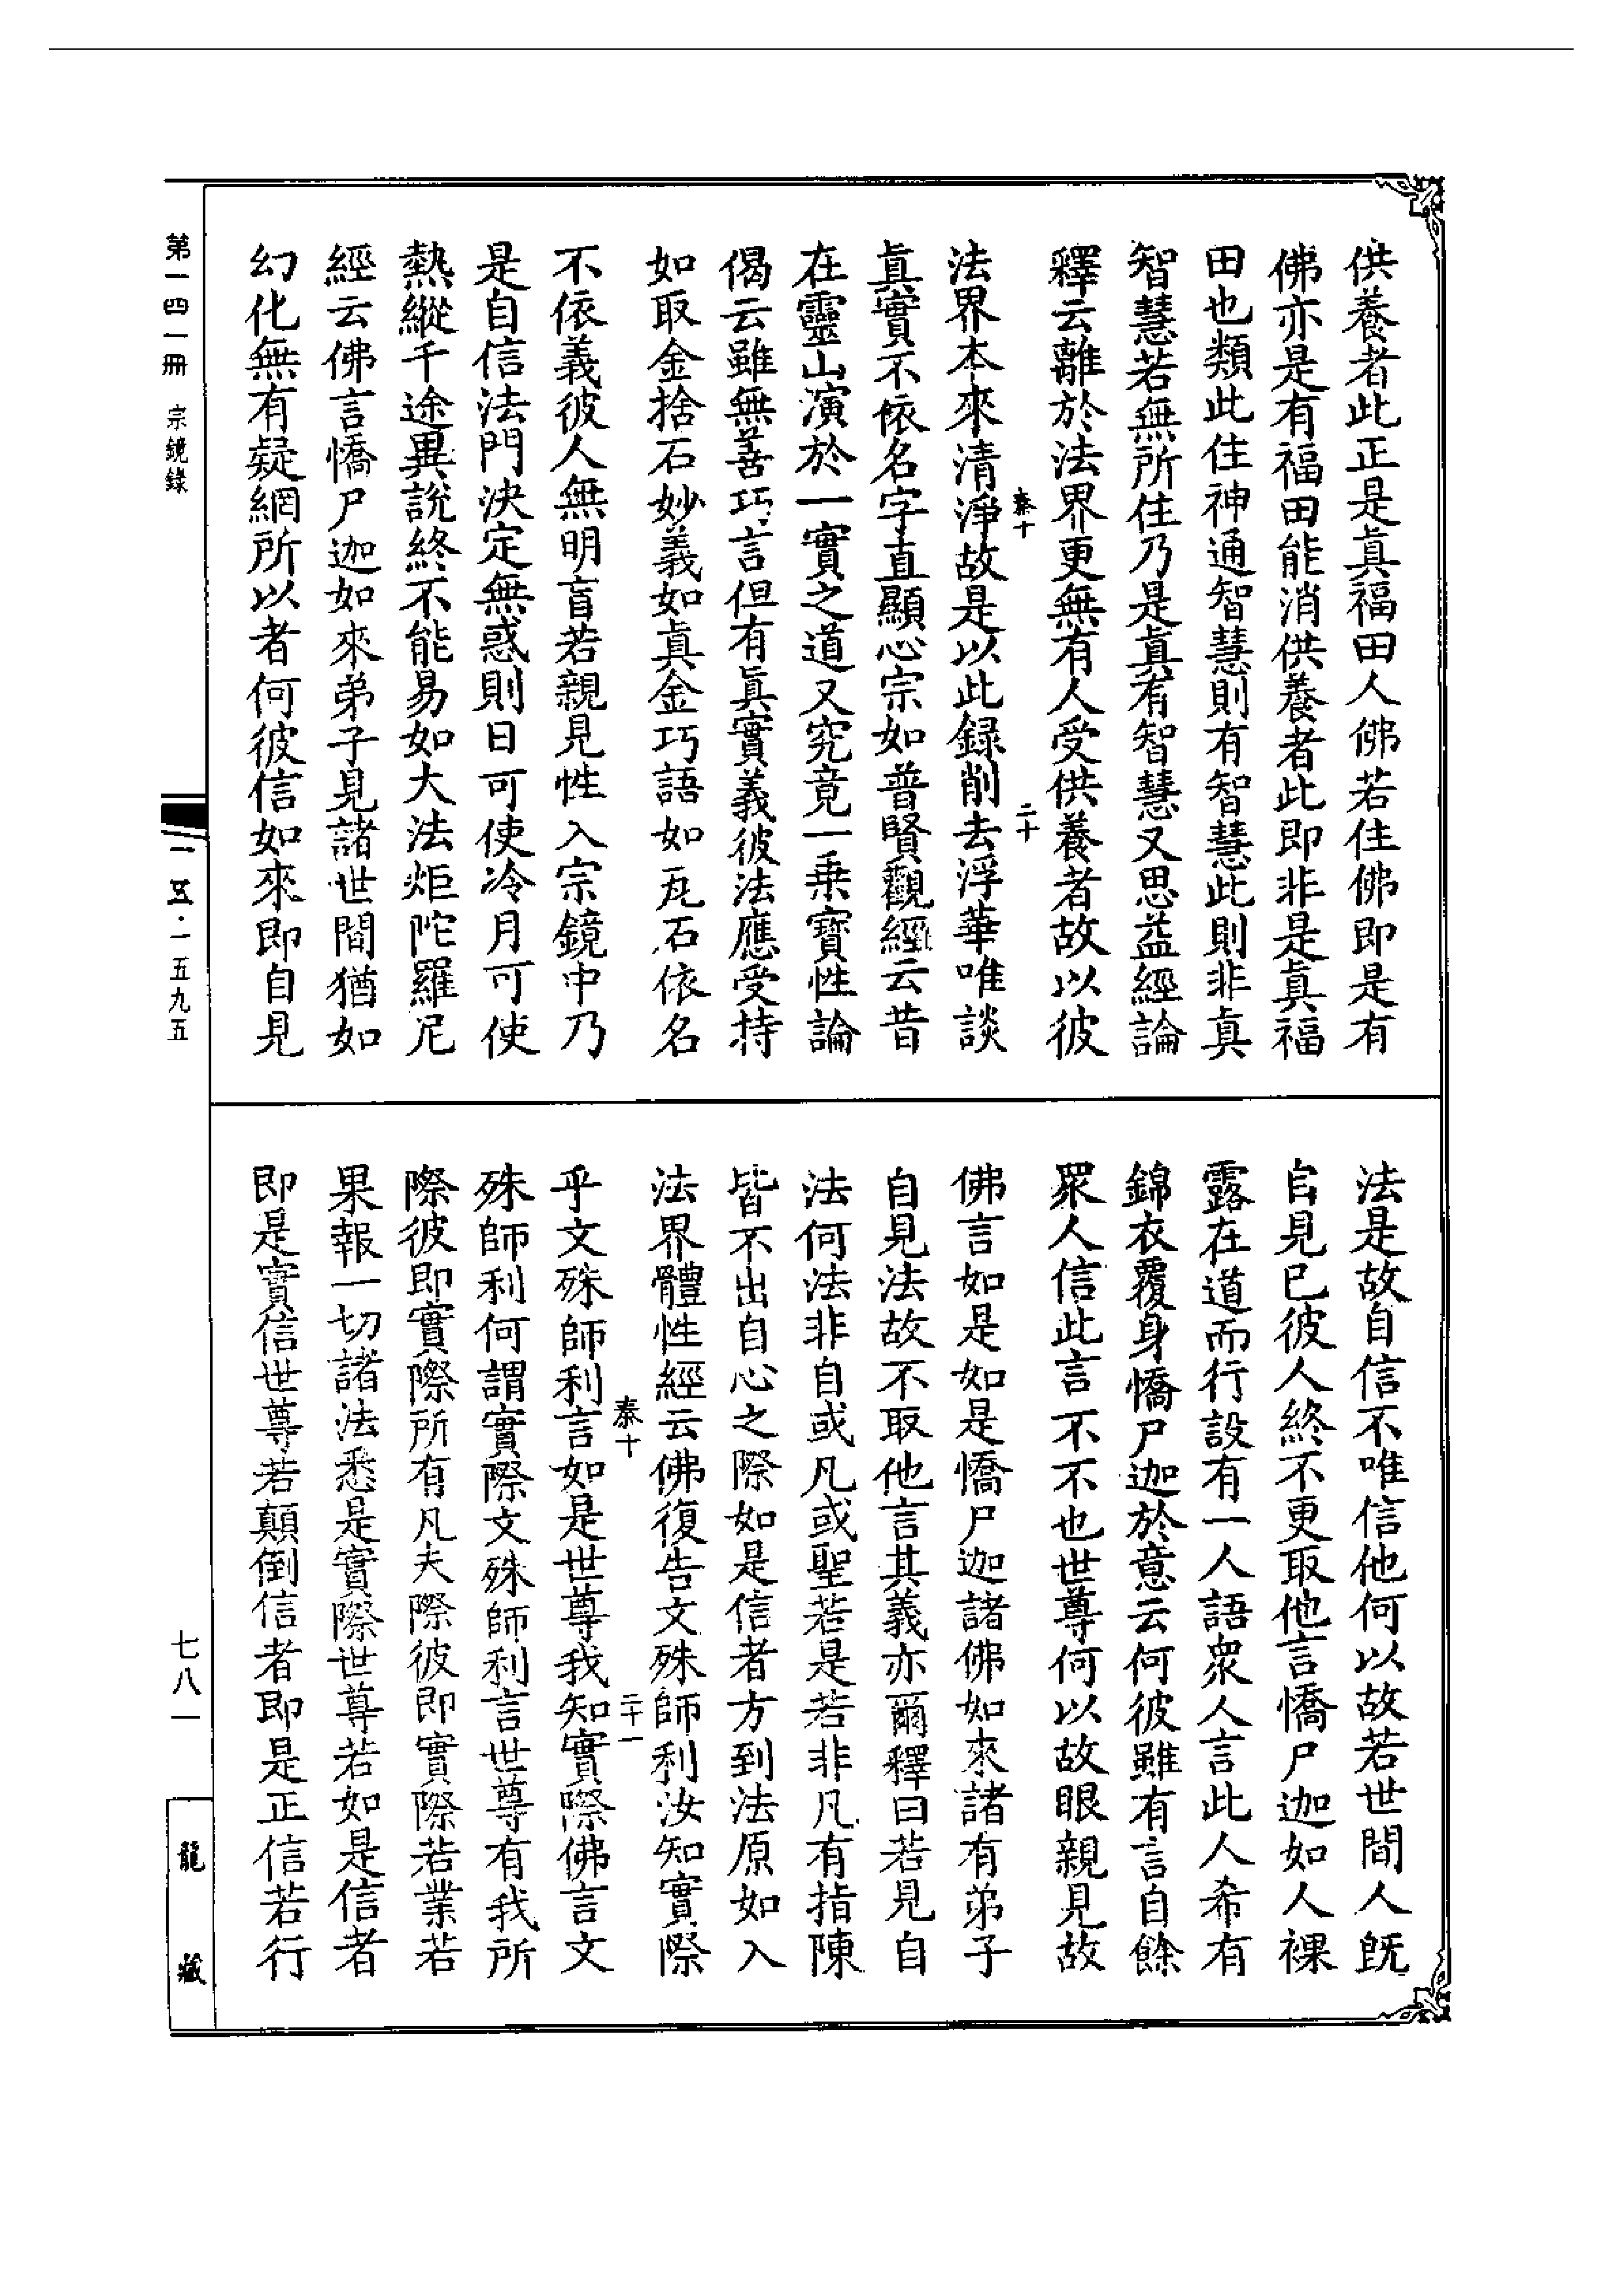 供養者此正是真福田人佛若住佛即是有
佛亦是有福田能消供養者此即非是真福
田也類此住神通智慧則有智慧此則非真
智慧若無所住乃是真有智慧又思益經論
釋云離於法界更無有人受供養者故以彼
秦十
二十
法界本來清淨故是以此録削去浮華唯談
真實不依名字直顯心宗如普賢觀經云昔
在靈山演於一實之道又究竟一乗寶性論
偈云雖無善巧言但有真實義彼法應受持
如取金捨石妙義如真金巧語如瓦石依名
不依義彼人無明盲若親見性入宗鏡中乃
是自信法門決定無惑則日可使冷月可使
熱縱千途異説終不能易如大法炬陀羅尼
經云佛言憍尸迦如來弟子見諸世間猶如
幻化無有疑網所以者何彼信如來即自見
法是故自信不唯信他何以故若世間人既
自見已彼人終不更取他言憍尸迦如人裸
露在道而行設有一人語衆人言此人希有
錦衣覆身憍尸迦於意云何彼雖有言自餘
衆人信此言不不也世尊何以故眼親見故
佛言如是如是憍尸迦諸佛如來諸有弟子
自見法故不取他言其義亦爾釋曰若見自
法何法非自或凡或聖若是若非凡有指陳
皆不出自心之際如是信者方到法原如入
法界體性經云佛復告文殊師利汝知實際
秦十
二十一
乎文殊師利言如是世尊我知實際佛言文
殊師利何謂實際文殊師利言世尊有我所
際彼即實際所有凡夫際彼即實際若業若
果報一切諸法悉是實際世尊若如是信者
即是實信世尊若顛倒信者即是正信若行
第一四一冊 宗鏡錄
一五·一五九五
七八一
龍藏